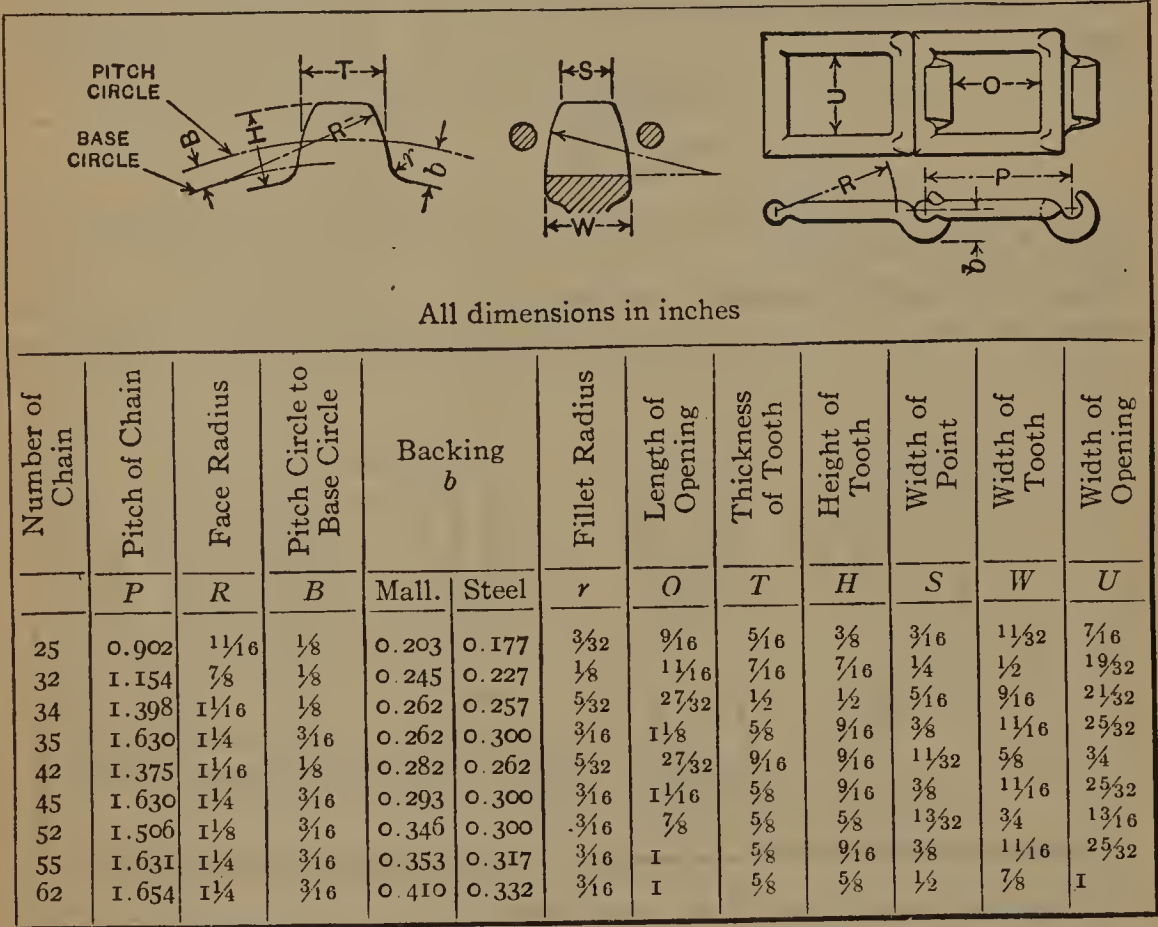 PITCH CIRCLE
BASE CIRCLE
B
H
R
T
r
b
S
W
U
O
R
P
b
All dimensions in inches
Number of Chain | Pitch of Chain | Face Radius | Pitch Circle to Base Circle | Backing b | Fillet Radius | Length of Opening | Thickness of Tooth | Height of Tooth | Width of Point | Width of Tooth | Width of Opening
P | R | B | Mall. | Steel | r | O | T | H | S | W | U
25 0.902 11/16 1/8 0.203 0.177 3/32 9/16 5/16 3/8 3/16 11/32 7/16
32 1.154 7/8 1/8 0.245 0.227 1/8 11/16 7/16 7/16 1/4 1/2 19/32
34 1.398 1 1/16 1/8 0.262 0.257 5/32 27/32 1/2 1/2 5/16 9/16 21/32
35 1.630 1 1/4 3/16 0.262 0.300 3/16 1 1/8 5/8 9/16 3/8 11/16 25/32
42 1.375 1 1/16 1/8 0.282 0.262 5/32 27/32 9/16 9/16 11/32 5/8 3/4
45 1.630 1 1/4 3/16 0.293 0.300 3/16 1 1/16 5/8 9/16 3/8 11/16 25/32
52 1.506 1 1/8 3/16 0.346 0.300 3/16 7/8 5/8 5/8 13/32 3/4 13/16
55 1.631 1 1/4 3/16 0.353 0.317 3/16 1 5/8 9/16 3/8 11/16 25/32
62 1.654 1 1/4 3/16 0.410 0.332 3/16 1 5/8 5/8 1/2 7/8 1